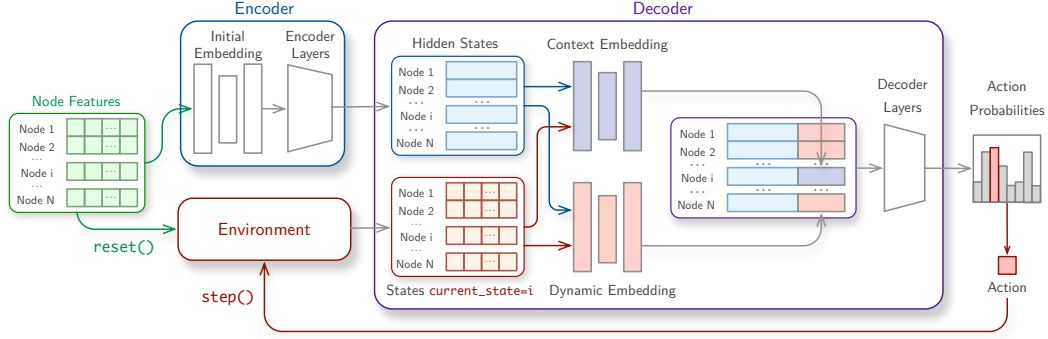 Encoder
Decoder
Initial
Embedding
Encoder
Layers
Hidden States
Node 1
Node 2
...
Node i
...
Node N
Context Embedding
Node Features
Node 1
Node 2
...
Node i
...
Node N
reset()
Environment
step()
Node 1
Node 2
...
Node i
...
Node N
States current_state=i
Dynamic Embedding
Node 1
Node 2
...
Node i
...
Node N
Decoder
Layers
Action
Probabilities
Action